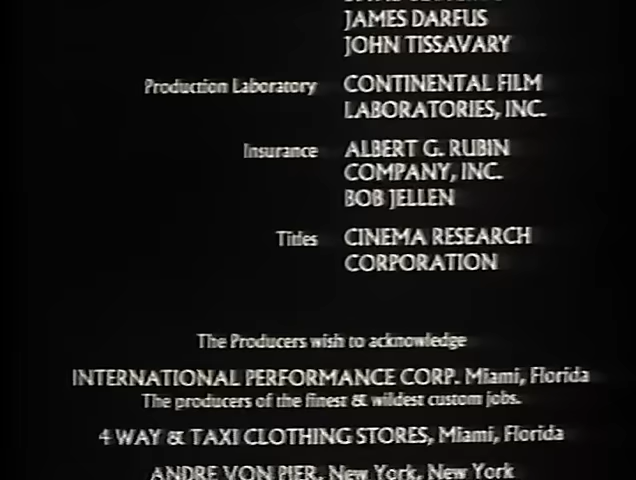 JAMES DARFUS
JOHN TISSAVARY
Production Laboratory CONTINENTAL FILM
LABORATORIES, INC.
Insurance ALBERT G. RUBIN
COMPANY, INC.
BOB JELLEN
Titles CINEMA RESEARCH
CORPORATION
The Producers wish to acknowledge
INTERNATIONAL PERFORMANCE CORP. Miami, Florida
The producers of the finest & wildest custom jobs.
4 WAY & TAXI CLOTHING STORES, Miami, Florida
ANDRE VON PIER, New York, New York